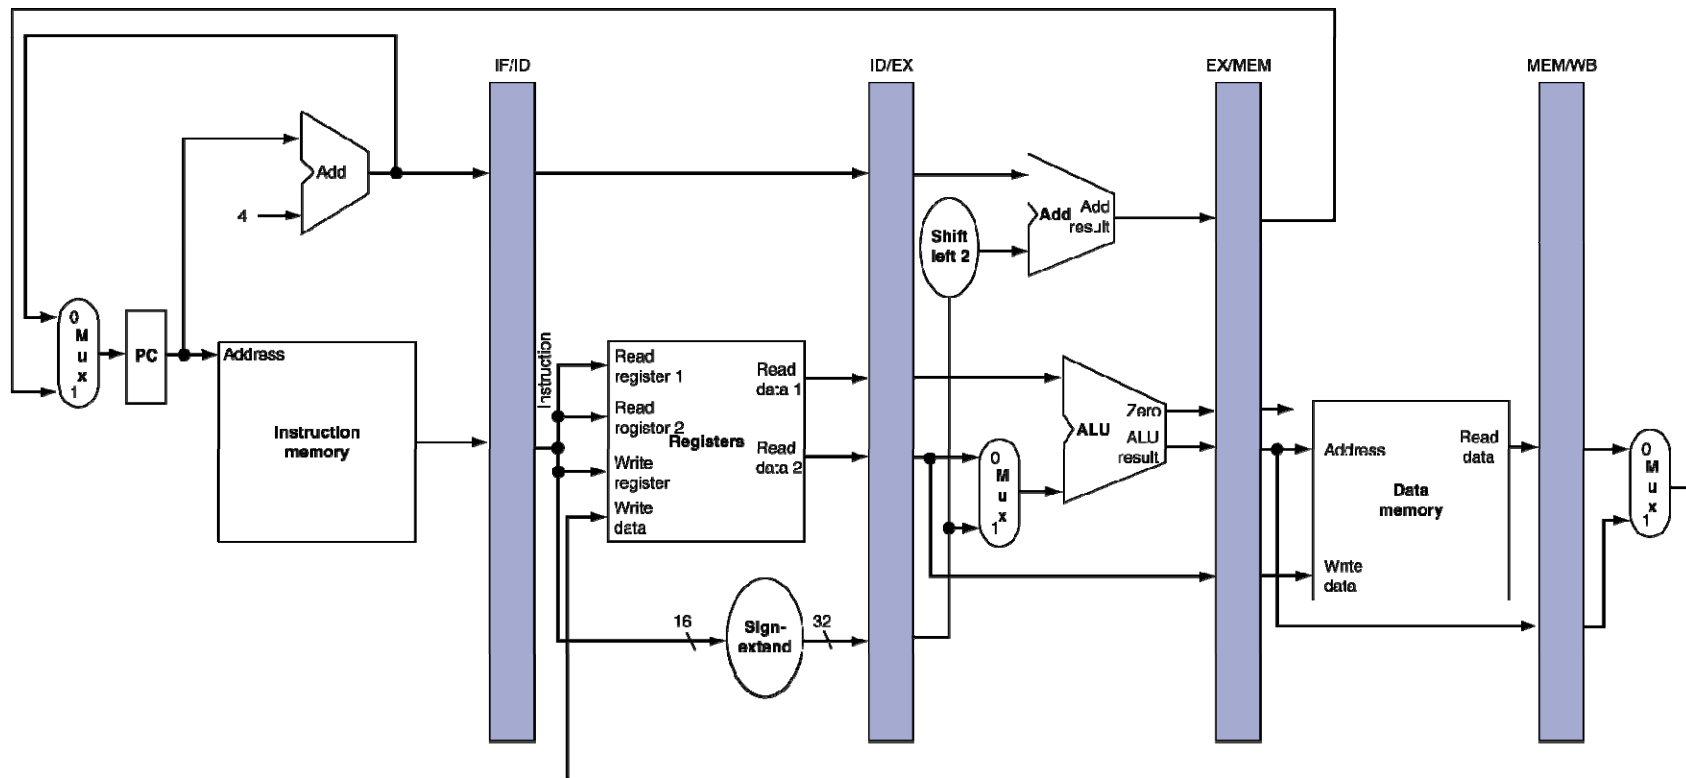 IF/ID
ID/EX
EX/MEM
MEM/WB
Add
4
Add
Add
result
Shift
left 2
0
M
u
x
1
PC
Address
Instruction
memory
Instruction
Read
register 1
Read
rogistor 2
Write
register
Write
data
Registers
Read
data 1
Read
data 2
16
Sign-
extend
32
0
M
u
x
1
ALU
Zero
ALU
result
Address
Read
data
Data
memory
Write
data
0
M
u
x
1